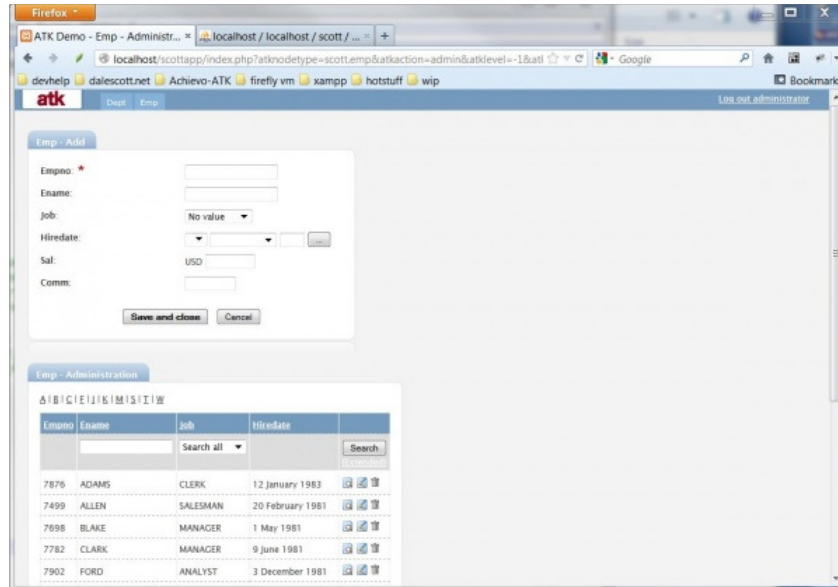 Firefox
ATK Demo - Emp - Administr... × localhost / localhost / scott / ... × +
localhost/scottapp/index.php?atknodetype=scott.emp&atkaction=admin&atklevel=-1&atl Google
devhelp dalescott.net Achievo-ATK firefly vm xampp hotstuff wip Bookmark
atk Dept Emp Log out administrator
Emp - Add
Empno: *
Ename:
Job: No value
Hiredate: ...
Sal: USD
Comm:
Save and close Cancel
Emp - Administration
A | B | C | F | J | K | M | S | T | W
Empno Ename Job Hiredate
Search all Search
7876 ADAMS CLERK 12 January 1983
7499 ALLEN SALESMAN 20 February 1981
7698 BLAKE MANAGER 1 May 1981
7782 CLARK MANAGER 9 June 1981
7902 FORD ANALYST 3 December 1981